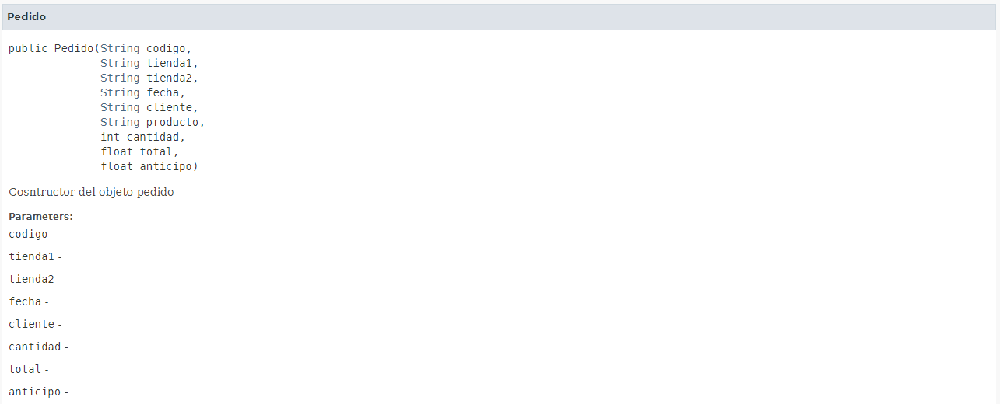 Pedido
public Pedido(String codigo,
String tienda1,
String tienda2,
String fecha,
String cliente,
String producto,
int cantidad,
float total,
float anticipo)
Cosntructor del objeto pedido
Parameters:
codigo -
tienda1 -
tienda2 -
fecha -
cliente -
cantidad -
total -
anticipo -